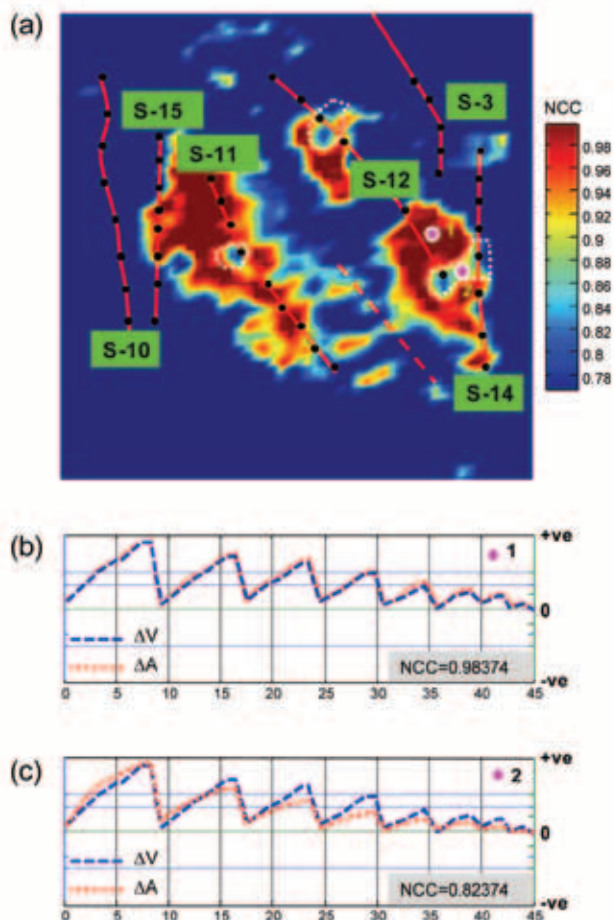 (a)
S-3
NCC
S-15
S-11
S-12
S-10
S-14
0.98
0.96
0.94
0.92
0.9
0.88
0.86
0.84
0.82
0.8
0.78
(b)
+ve
1
0
ΔV
ΔA
NCC=0.98374
-ve
0 5 10 15 20 25 30 35 40 45
(c)
+ve
2
0
ΔV
ΔA
NCC=0.82374
-ve
0 5 10 15 20 25 30 35 40 45